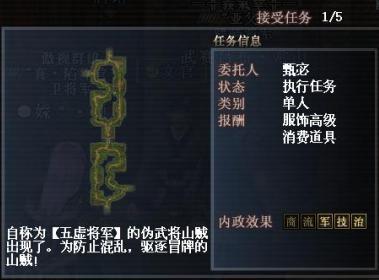 接受任务 1/5
任务信息
委托人 甄宓
状态 执行任务
类别 单人
报酬 服饰高级
消费道具
自称为【五虚将军】的伪武将山贼
出现了。为防止混乱，驱逐冒牌的
山贼！
内政效果 商 流 军 技 治